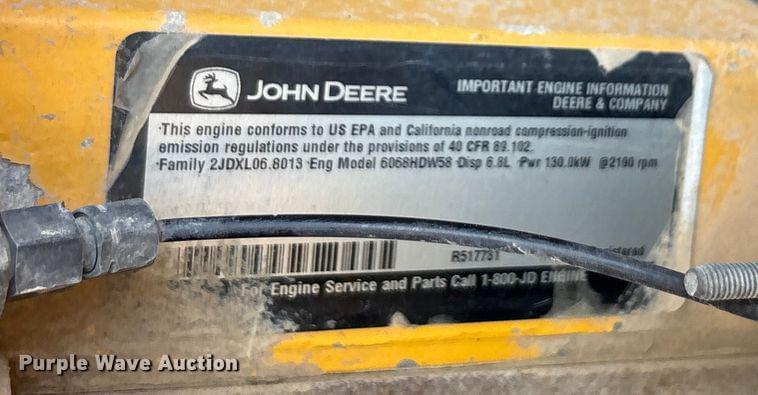 JOHN DEERE
IMPORTANT ENGINE INFORMATION
DEERE & COMPANY
This engine conforms to US EPA and California nonroad compression-ignition
emission regulations under the provisions of 40 CFR 89.102.
Family 2JDXL06.8013 Eng Model 6068HDW58 Disp 6.8L Pwr 130.0kW @2190 rpm
R517731
For Engine Service and Parts Call 1-800-JD ENGINE
Purple Wave Auction